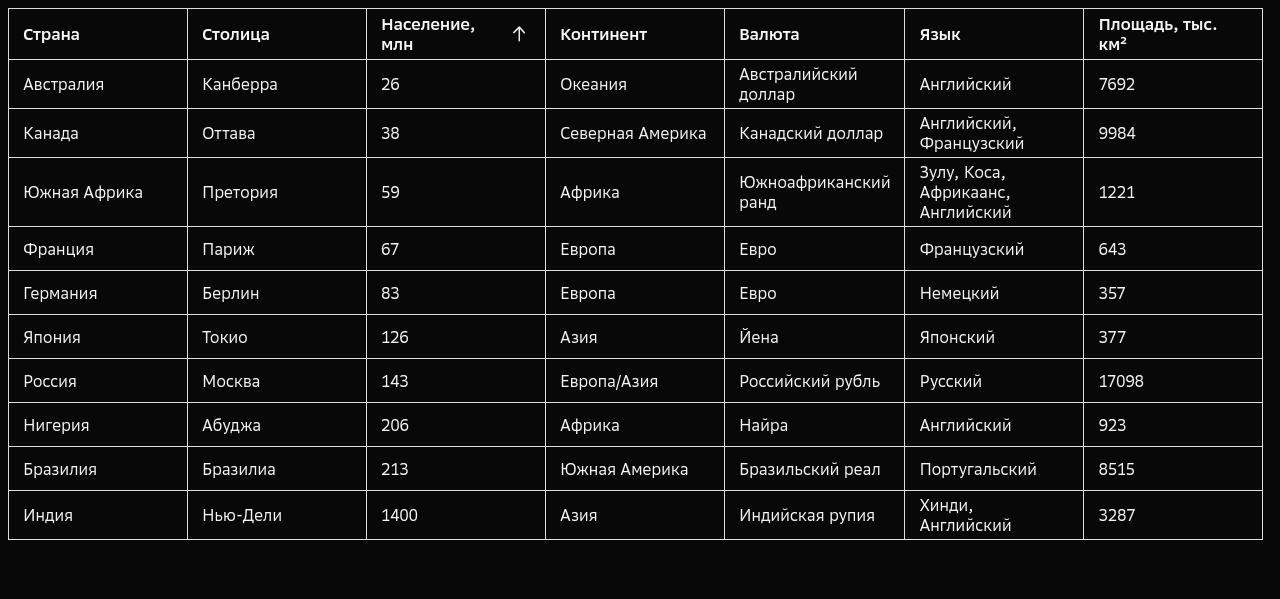 Страна
Столица
Население,
млн
↑
Континент
Валюта
Язык
Площадь, тыс.
км²
Австралия
Канберра
26
Океания
Австралийский
доллар
Английский
7692
Канада
Оттава
38
Северная Америка
Канадский доллар
Английский,
Французский
9984
Южная Африка
Претория
59
Африка
Южноафриканский
ранд
Зулу, Коса,
Африкаанс,
Английский
1221
Франция
Париж
67
Европа
Евро
Французский
643
Германия
Берлин
83
Европа
Евро
Немецкий
357
Япония
Токио
126
Азия
Йена
Японский
377
Россия
Москва
143
Европа/Азия
Российский рубль
Русский
17098
Нигерия
Абуджа
206
Африка
Найра
Английский
923
Бразилия
Бразилиа
213
Южная Америка
Бразильский реал
Португальский
8515
Индия
Нью-Дели
1400
Азия
Индийская рупия
Хинди,
Английский
3287